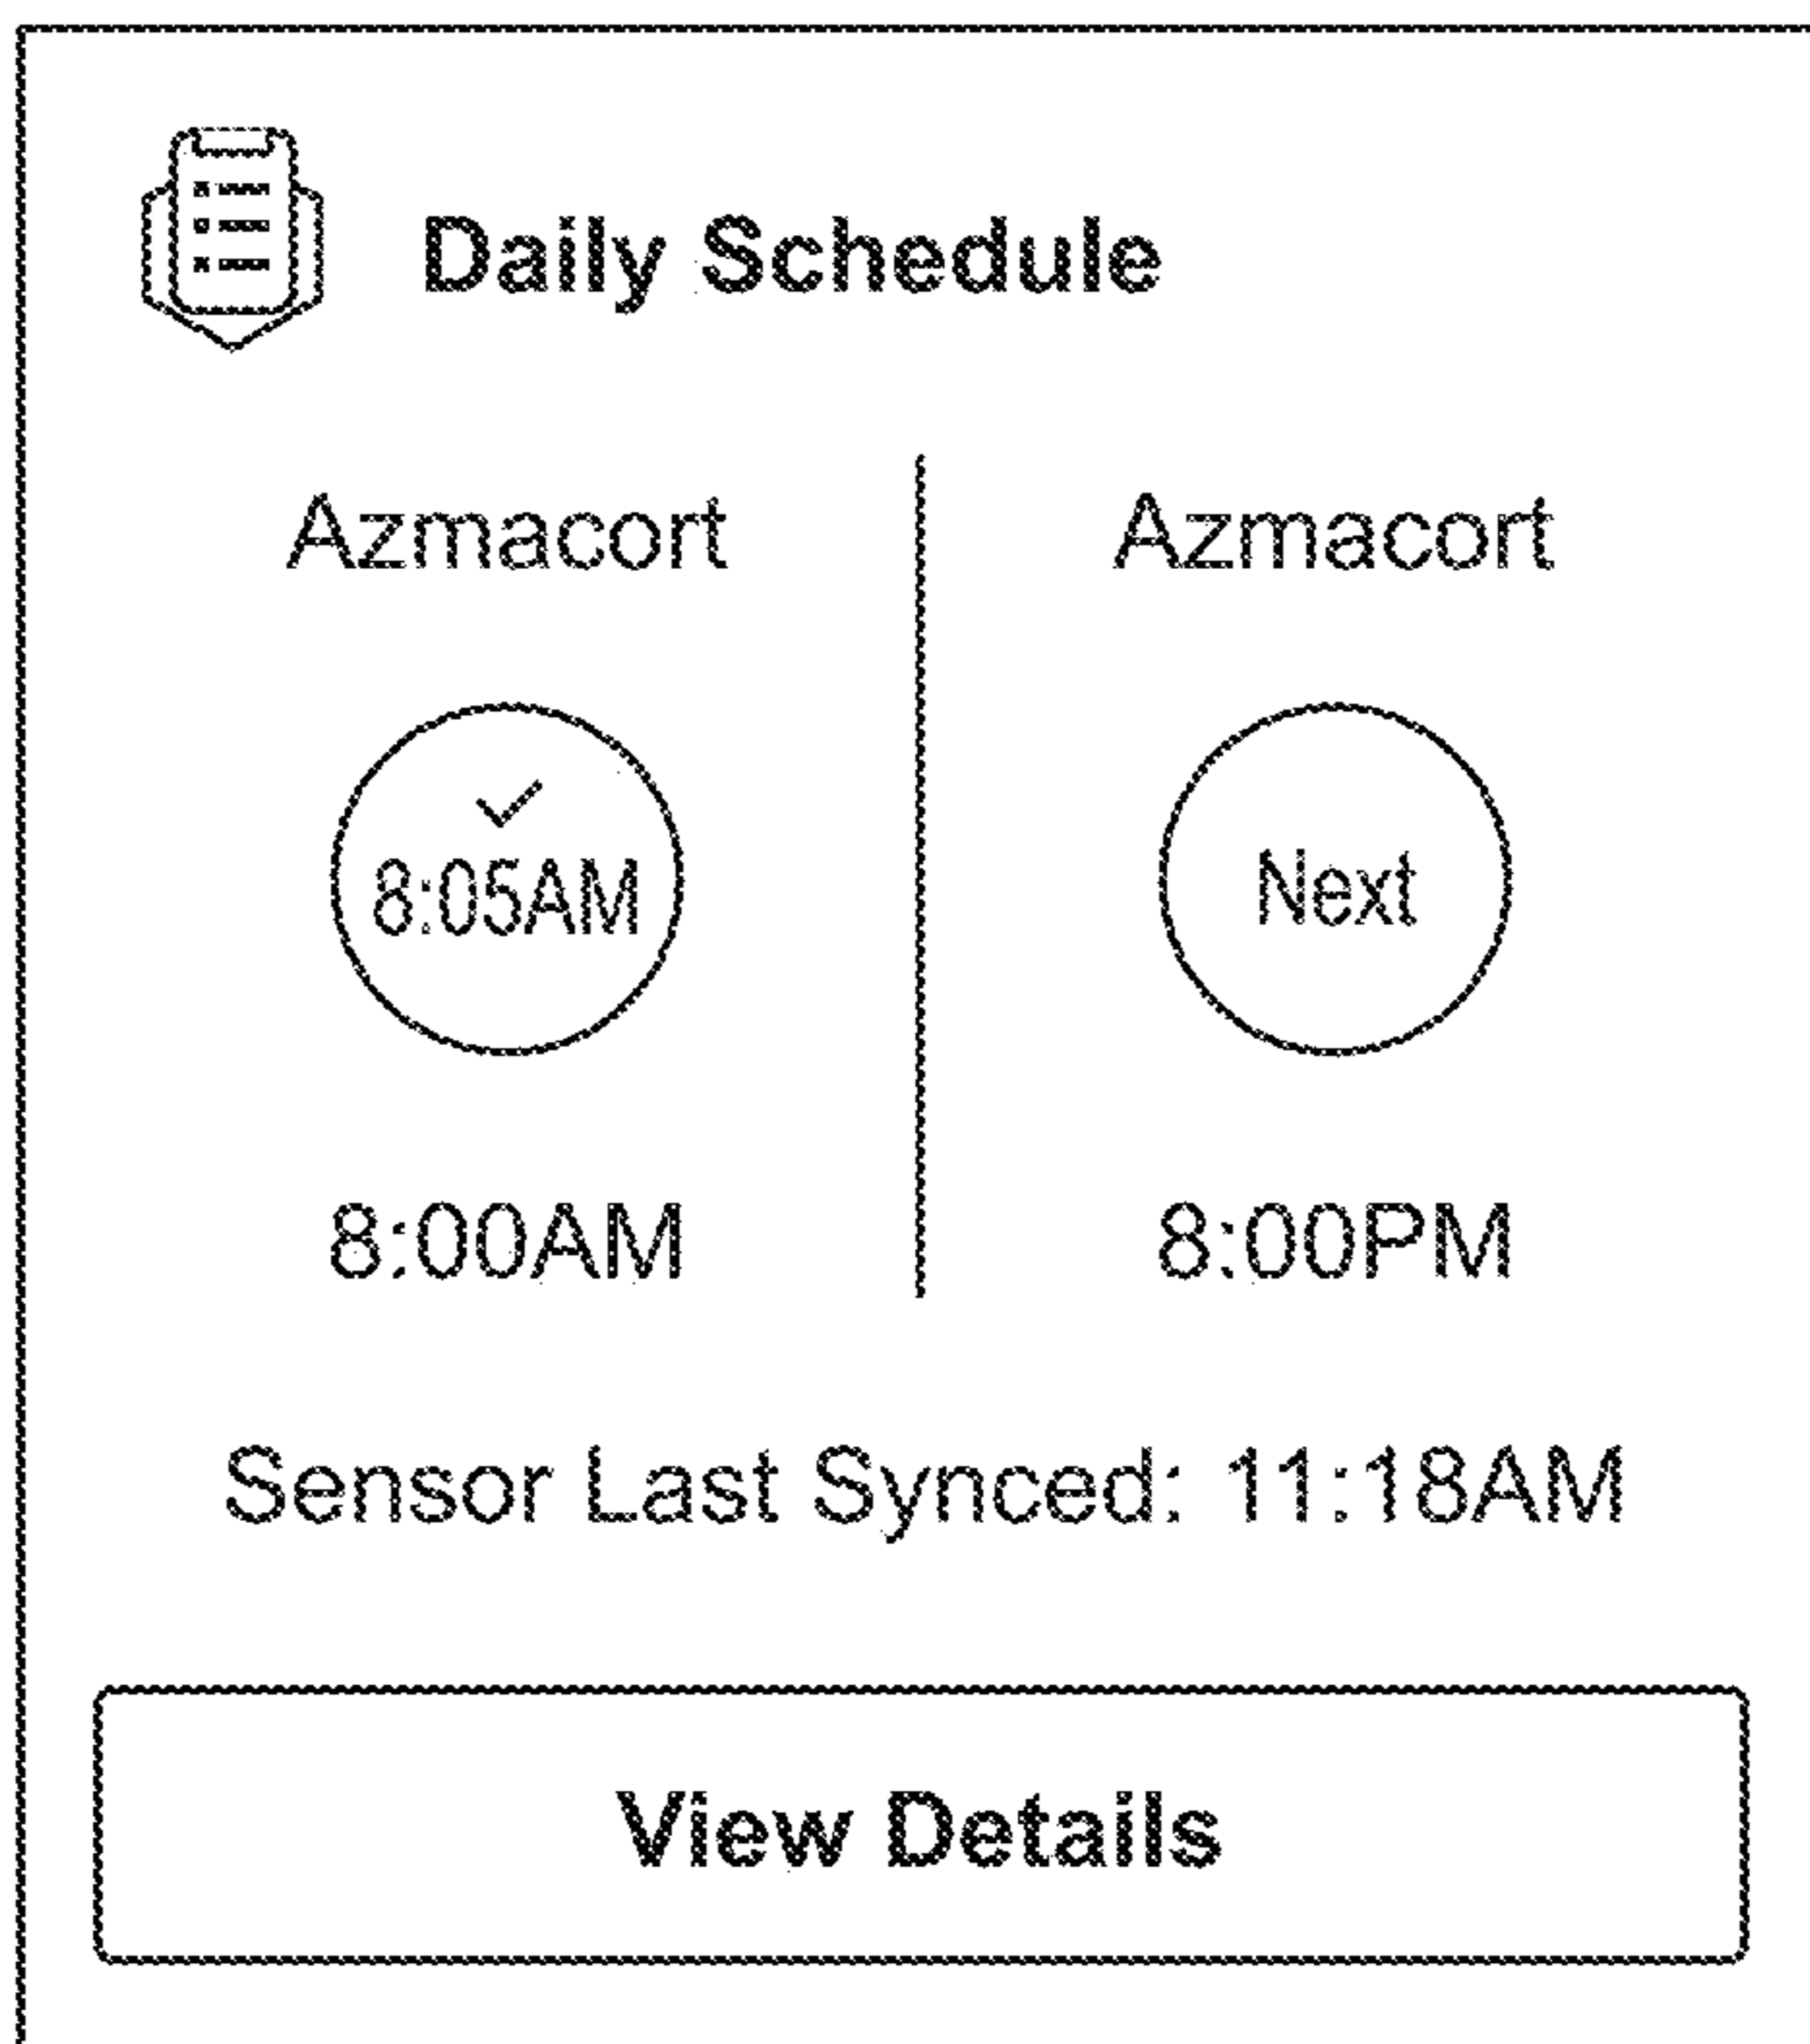 Daily Schedule
Azmacort
✓
8:05AM
8:00AM
Azmacort
Next
8:00PM
Sensor Last Synced: 11:18AM
View Details